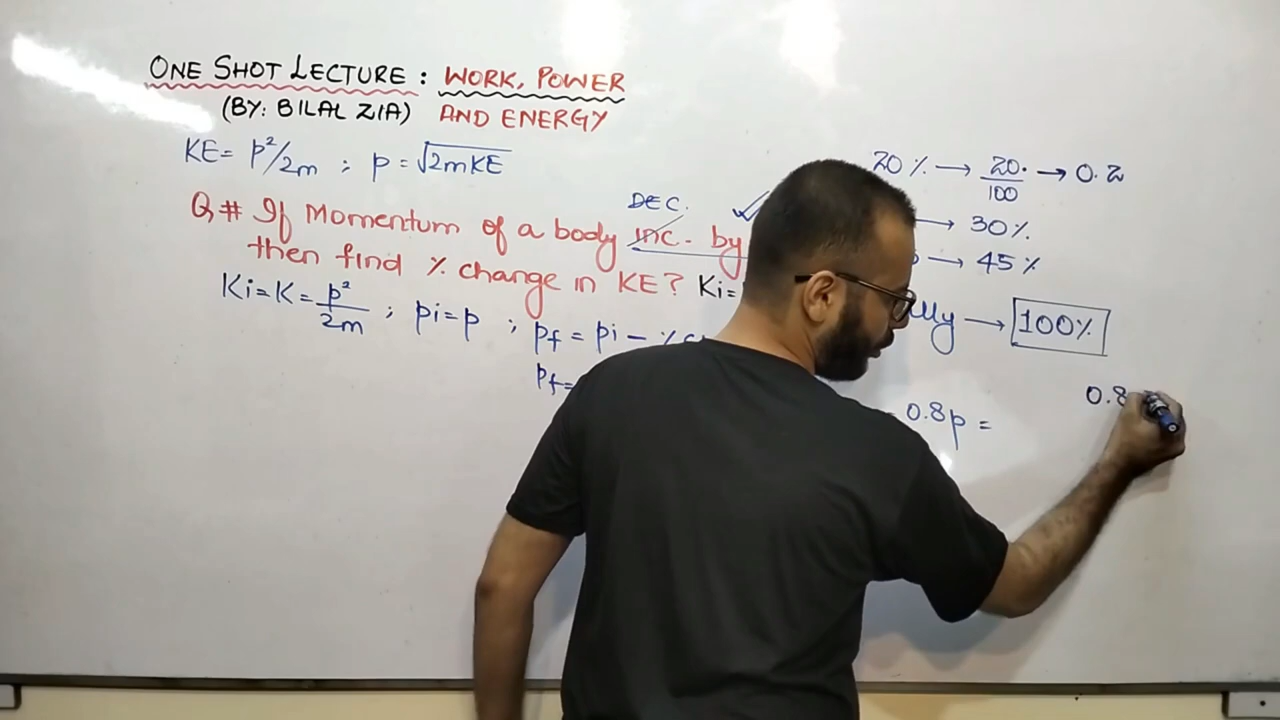 ONE SHOT LECTURE : WORK, POWER
(BY: BILAL ZIA) AND ENERGY
KE = p²/2m ; p = √2mKE
20% → 20/100 → 0.2
DEC.
Q# If Momentum of a body inc. by
→ 30%
then find % change in KE? Ki=
→ 45%
Ki=K=p²/2m ; pi=p ; pf = pi - %
→ 100%
pf=
0.8p =
0.8